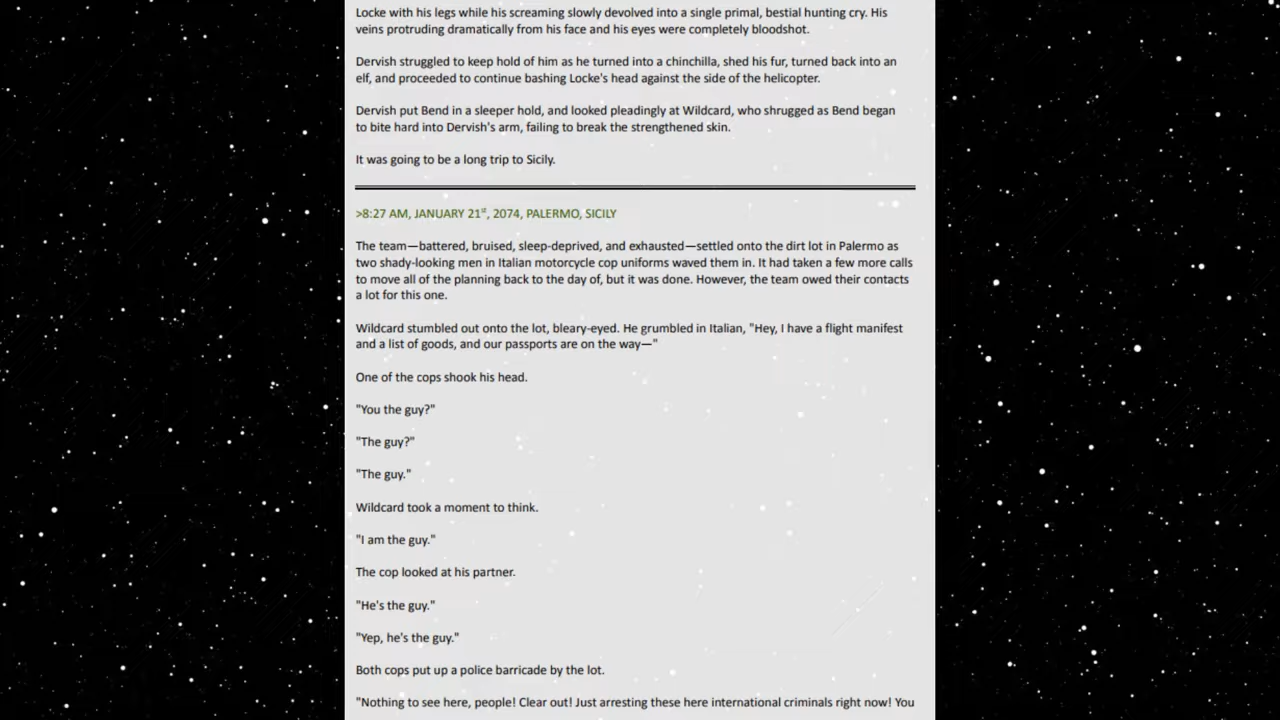 Locke with his legs while his screaming slowly devolved into a single primal, bestial hunting cry. His
veins protruding dramatically from his face and his eyes were completely bloodshot.
Dervish struggled to keep hold of him as he turned into a chinchilla, shed his fur, turned back into an
elf, and proceeded to continue bashing Locke's head against the side of the helicopter.
Dervish put Bend in a sleeper hold, and looked pleadingly at Wildcard, who shrugged as Bend began
to bite hard into Dervish's arm, failing to break the strengthened skin.
It was going to be a long trip to Sicily.
>8:27 AM, JANUARY 21st, 2074, PALERMO, SICILY
The team—battered, bruised, sleep-deprived, and exhausted—settled onto the dirt lot in Palermo as
two shady-looking men in Italian motorcycle cop uniforms waved them in. It had taken a few more calls
to move all of the planning back to the day of, but it was done. However, the team owed their contacts
a lot for this one.
Wildcard stumbled out onto the lot, bleary-eyed. He grumbled in Italian, "Hey, I have a flight manifest
and a list of goods, and our passports are on the way—"
One of the cops shook his head.
"You the guy?"
"The guy?"
"The guy."
Wildcard took a moment to think.
"I am the guy."
The cop looked at his partner.
"He's the guy."
"Yep, he's the guy."
Both cops put up a police barricade by the lot.
"Nothing to see here, people! Clear out! Just arresting these here international criminals right now! You